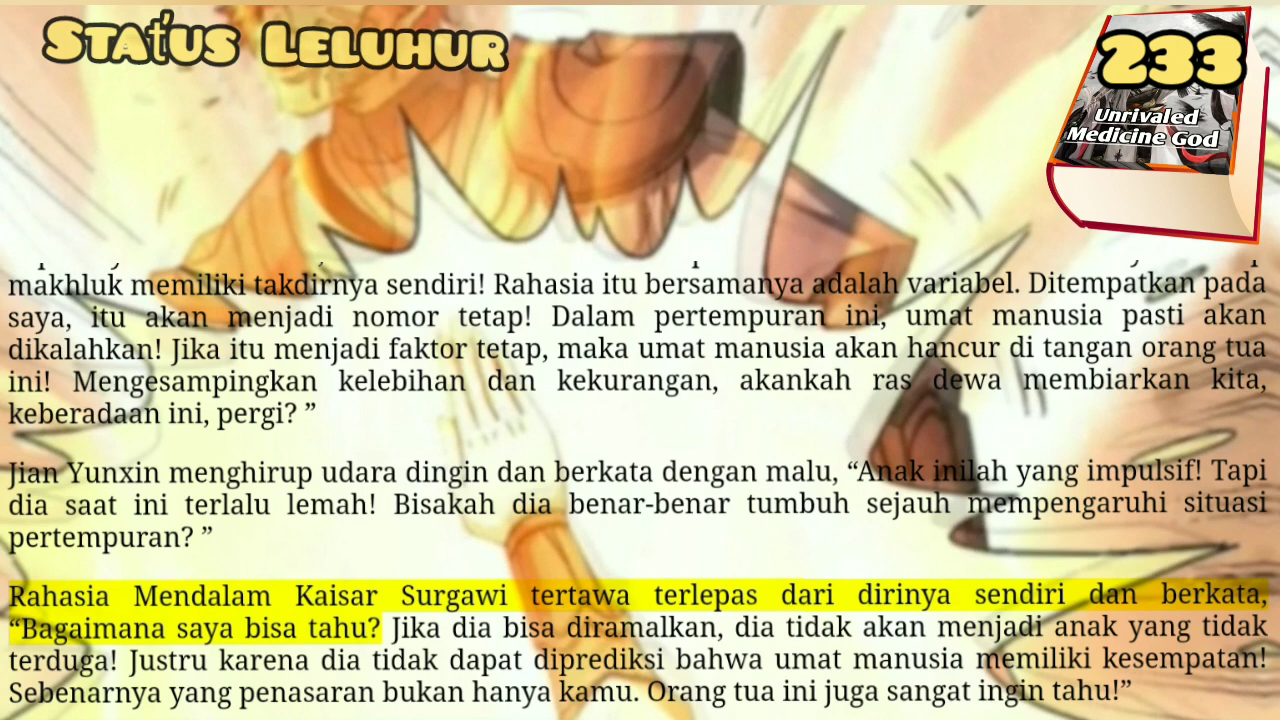 Status Leluhur
233
Unrivaled
Medicine God
makhluk memiliki takdirnya sendiri! Rahasia itu bersamanya adalah variabel. Ditempatkan pada
saya, itu akan menjadi nomor tetap! Dalam pertempuran ini, umat manusia pasti akan
dikalahkan! Jika itu menjadi faktor tetap, maka umat manusia akan hancur di tangan orang tua
ini! Mengesampingkan kelebihan dan kekurangan, akankah ras dewa membiarkan kita,
keberadaan ini, pergi? ”
Jian Yunxin menghirup udara dingin dan berkata dengan malu, “Anak inilah yang impulsif! Tapi
dia saat ini terlalu lemah! Bisakah dia benar-benar tumbuh sejauh mempengaruhi situasi
pertempuran? ”
Rahasia Mendalam Kaisar Surgawi tertawa terlepas dari dirinya sendiri dan berkata,
“Bagaimana saya bisa tahu? Jika dia bisa diramalkan, dia tidak akan menjadi anak yang tidak
terduga! Justru karena dia tidak dapat diprediksi bahwa umat manusia memiliki kesempatan!
Sebenarnya yang penasaran bukan hanya kamu. Orang tua ini juga sangat ingin tahu!”